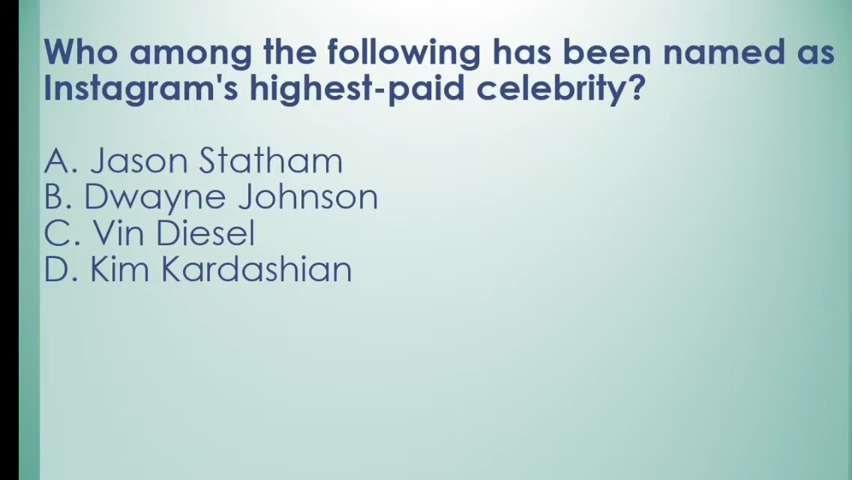 Who among the following has been named as
Instagram's highest-paid celebrity?
A. Jason Statham
B. Dwayne Johnson
C. Vin Diesel
D. Kim Kardashian